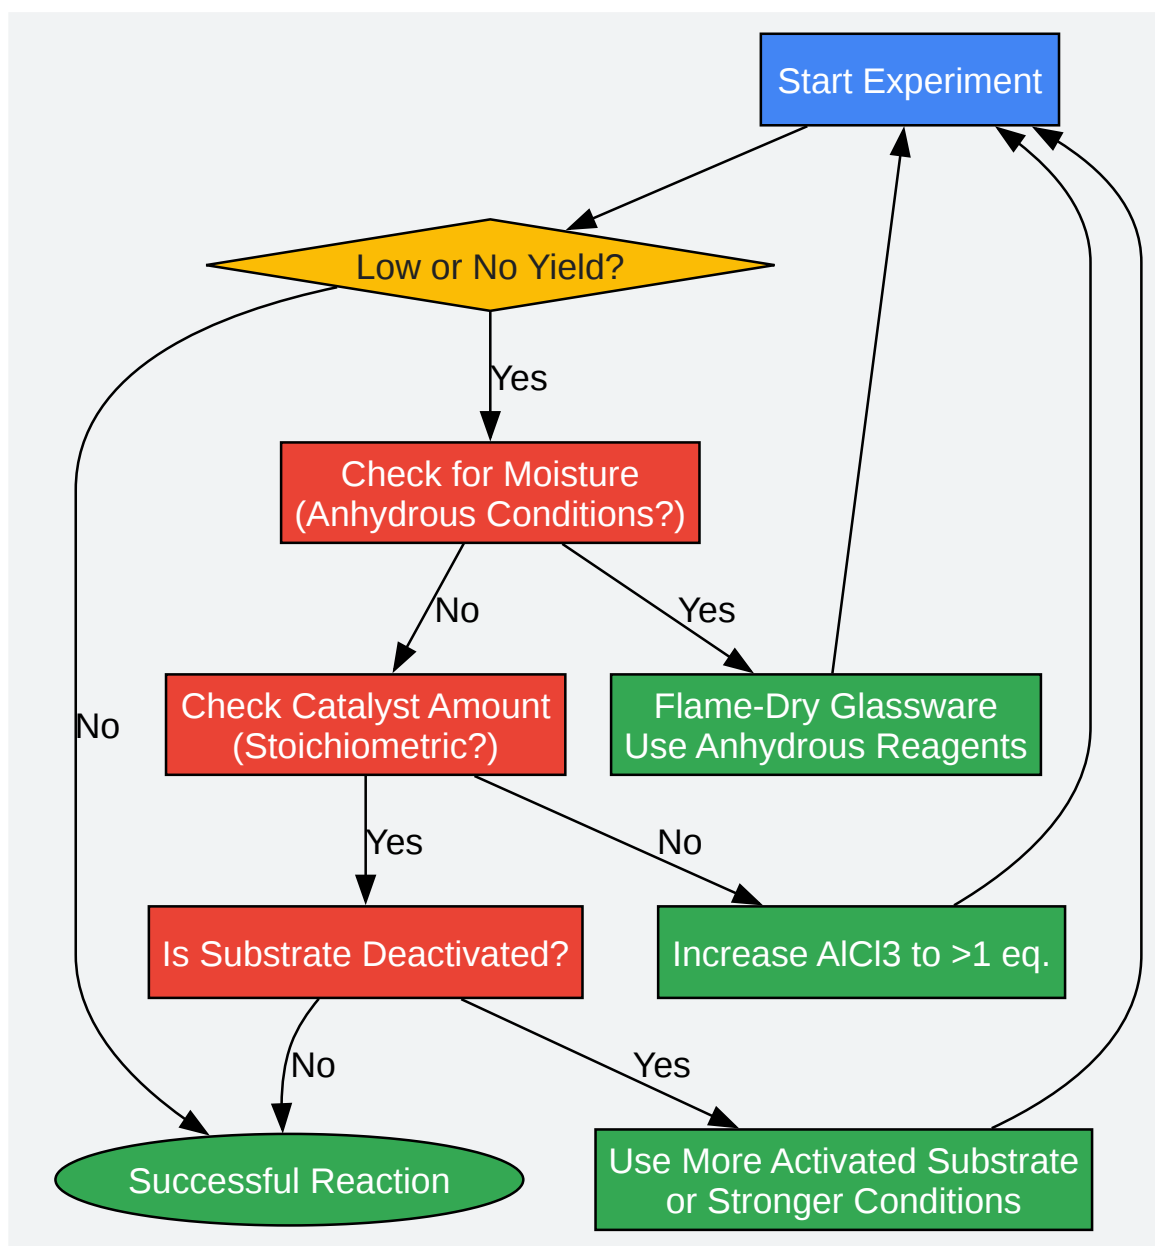 Start Experiment
Low or No Yield?
Yes
Check for Moisture
(Anhydrous Conditions?)
No
Yes
Check Catalyst Amount
(Stoichiometric?)
Flame-Dry Glassware
Use Anhydrous Reagents
No
Yes
No
Is Substrate Deactivated?
Increase AlCl3 to >1 eq.
No
Yes
Successful Reaction
Use More Activated Substrate
or Stronger Conditions